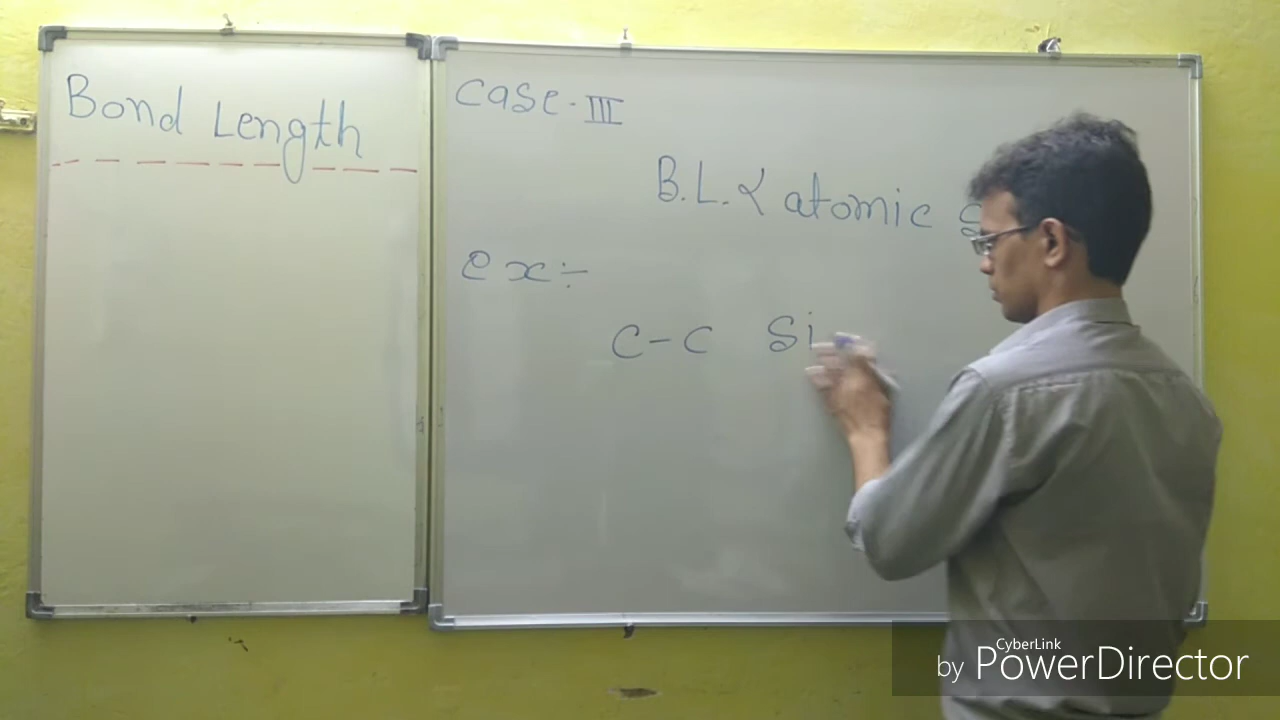 Bond Length
Case-III
B.L. α atomic
ex:-
C-C Si
CyberLink
by PowerDirector